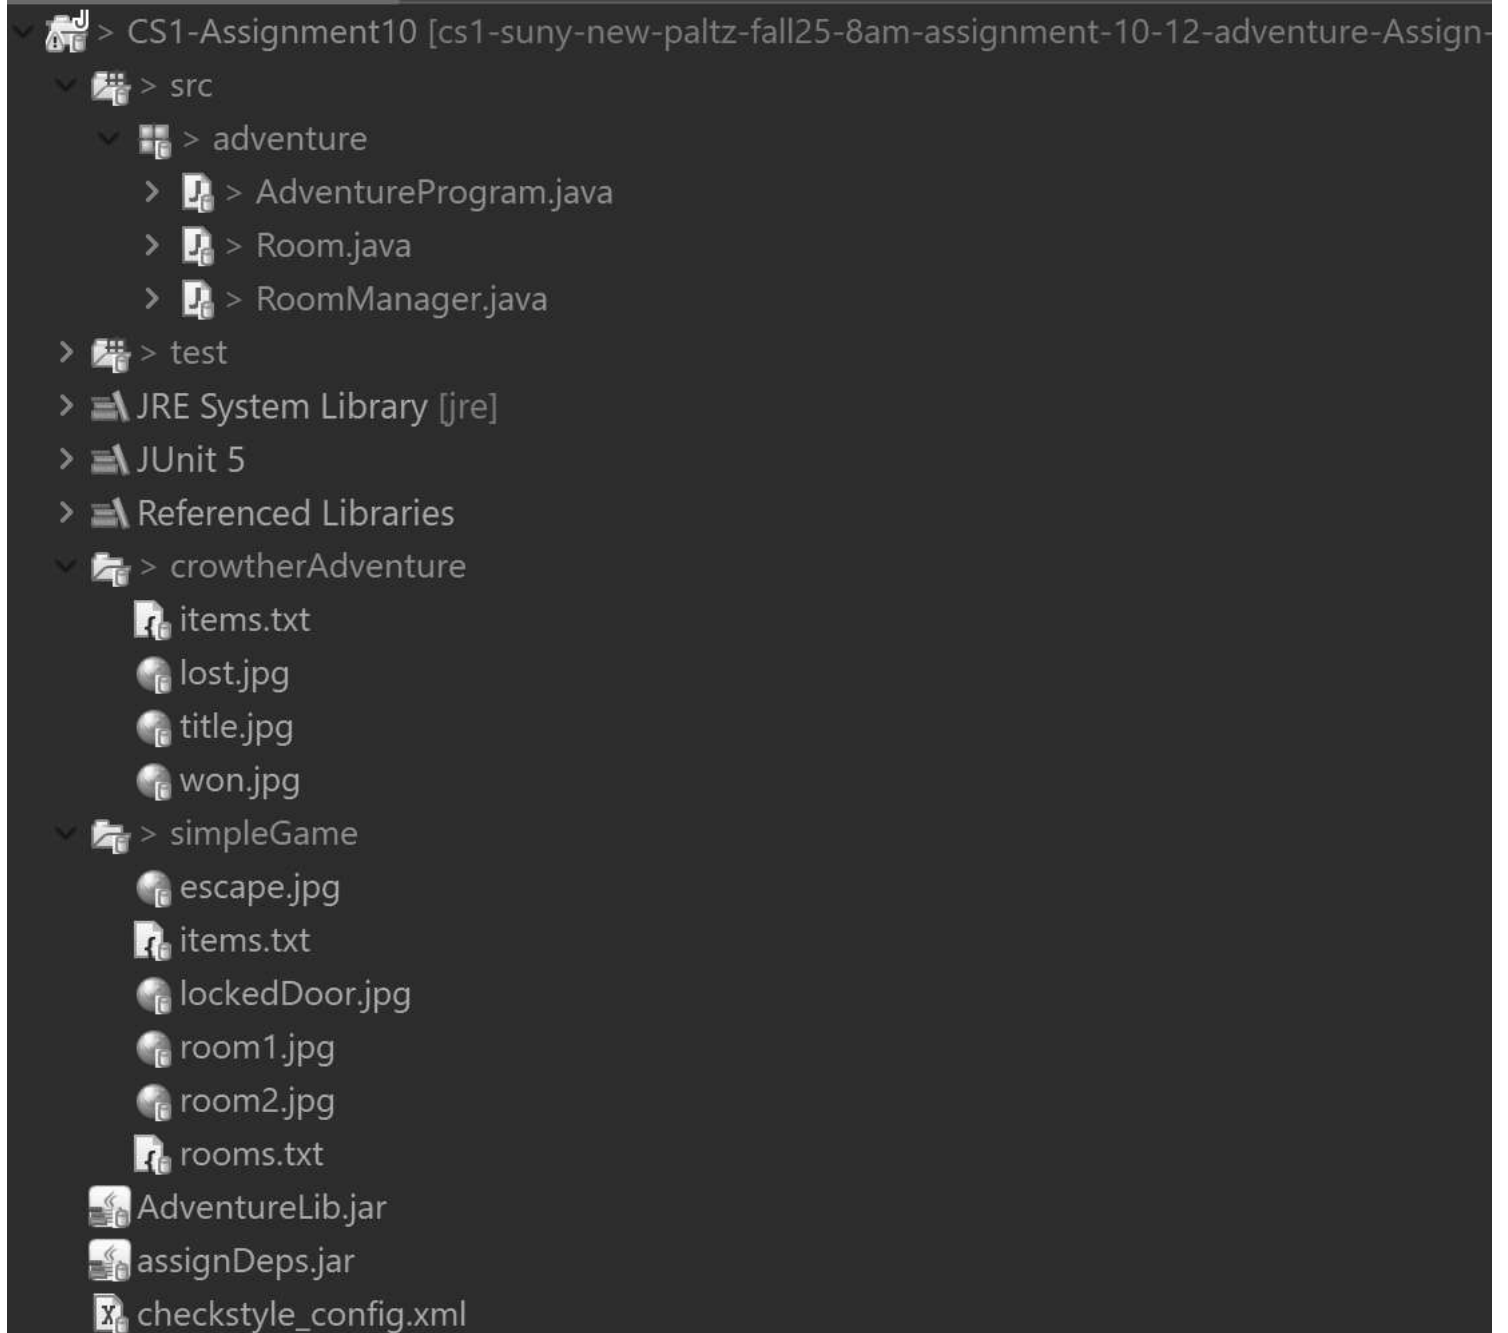 > CS1-Assignment10 [cs1-suny-new-paltz-fall25-8am-assignment-10-12-adventure-Assign-
> src
> adventure
> AdventureProgram.java
> Room.java
> RoomManager.java
> test
JRE System Library [jre]
JUnit 5
Referenced Libraries
> crowtherAdventure
items.txt
lost.jpg
title.jpg
won.jpg
> simpleGame
escape.jpg
items.txt
lockedDoor.jpg
room1.jpg
room2.jpg
rooms.txt
AdventureLib.jar
assignDeps.jar
checkstyle_config.xml